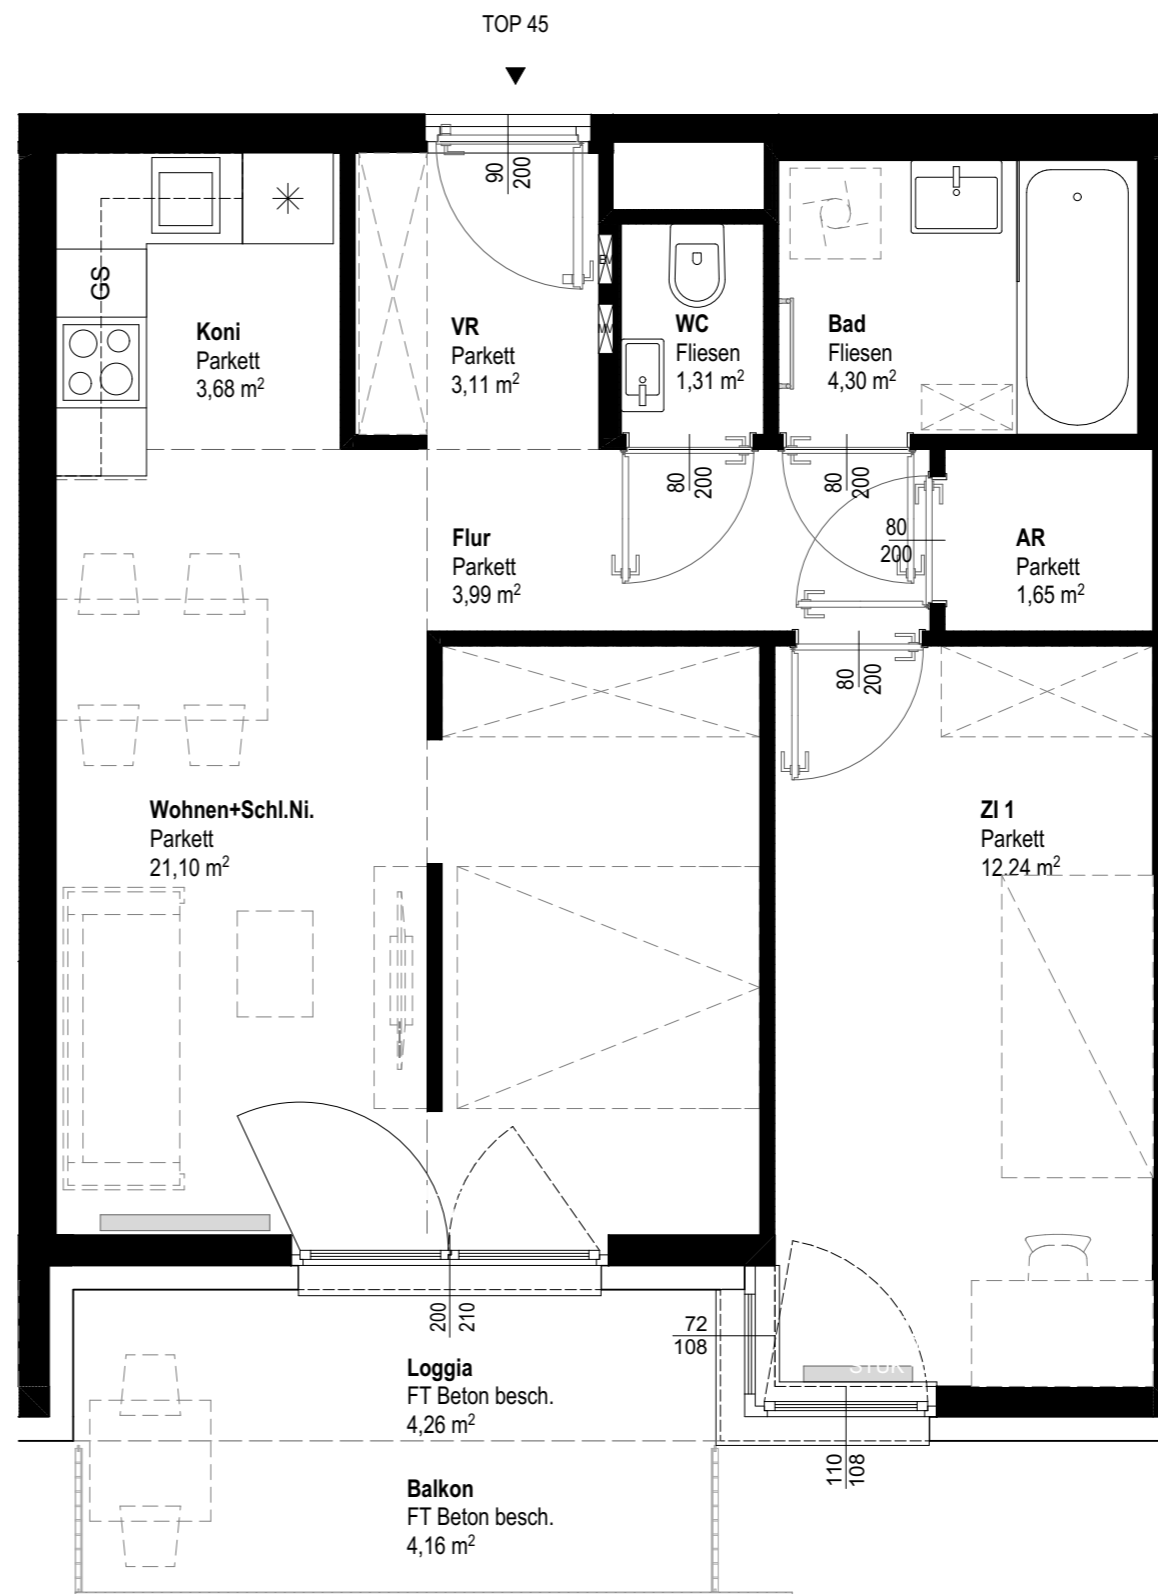 TOP 45
90
200
GS
Koni
Parkett
3,68 m²
VR
Parkett
3,11 m²
WC
Fliesen
1,31 m²
Bad
Fliesen
4,30 m²
80
200
80
200
80
200
Flur
Parkett
3,99 m²
AR
Parkett
1,65 m²
80
200
Wohnen+Schl.Ni.
Parkett
21,10 m²
ZI 1
Parkett
12,24 m²
200
210
72
108
Loggia
FT Beton besch.
4,26 m²
110
108
Balkon
FT Beton besch.
4,16 m²